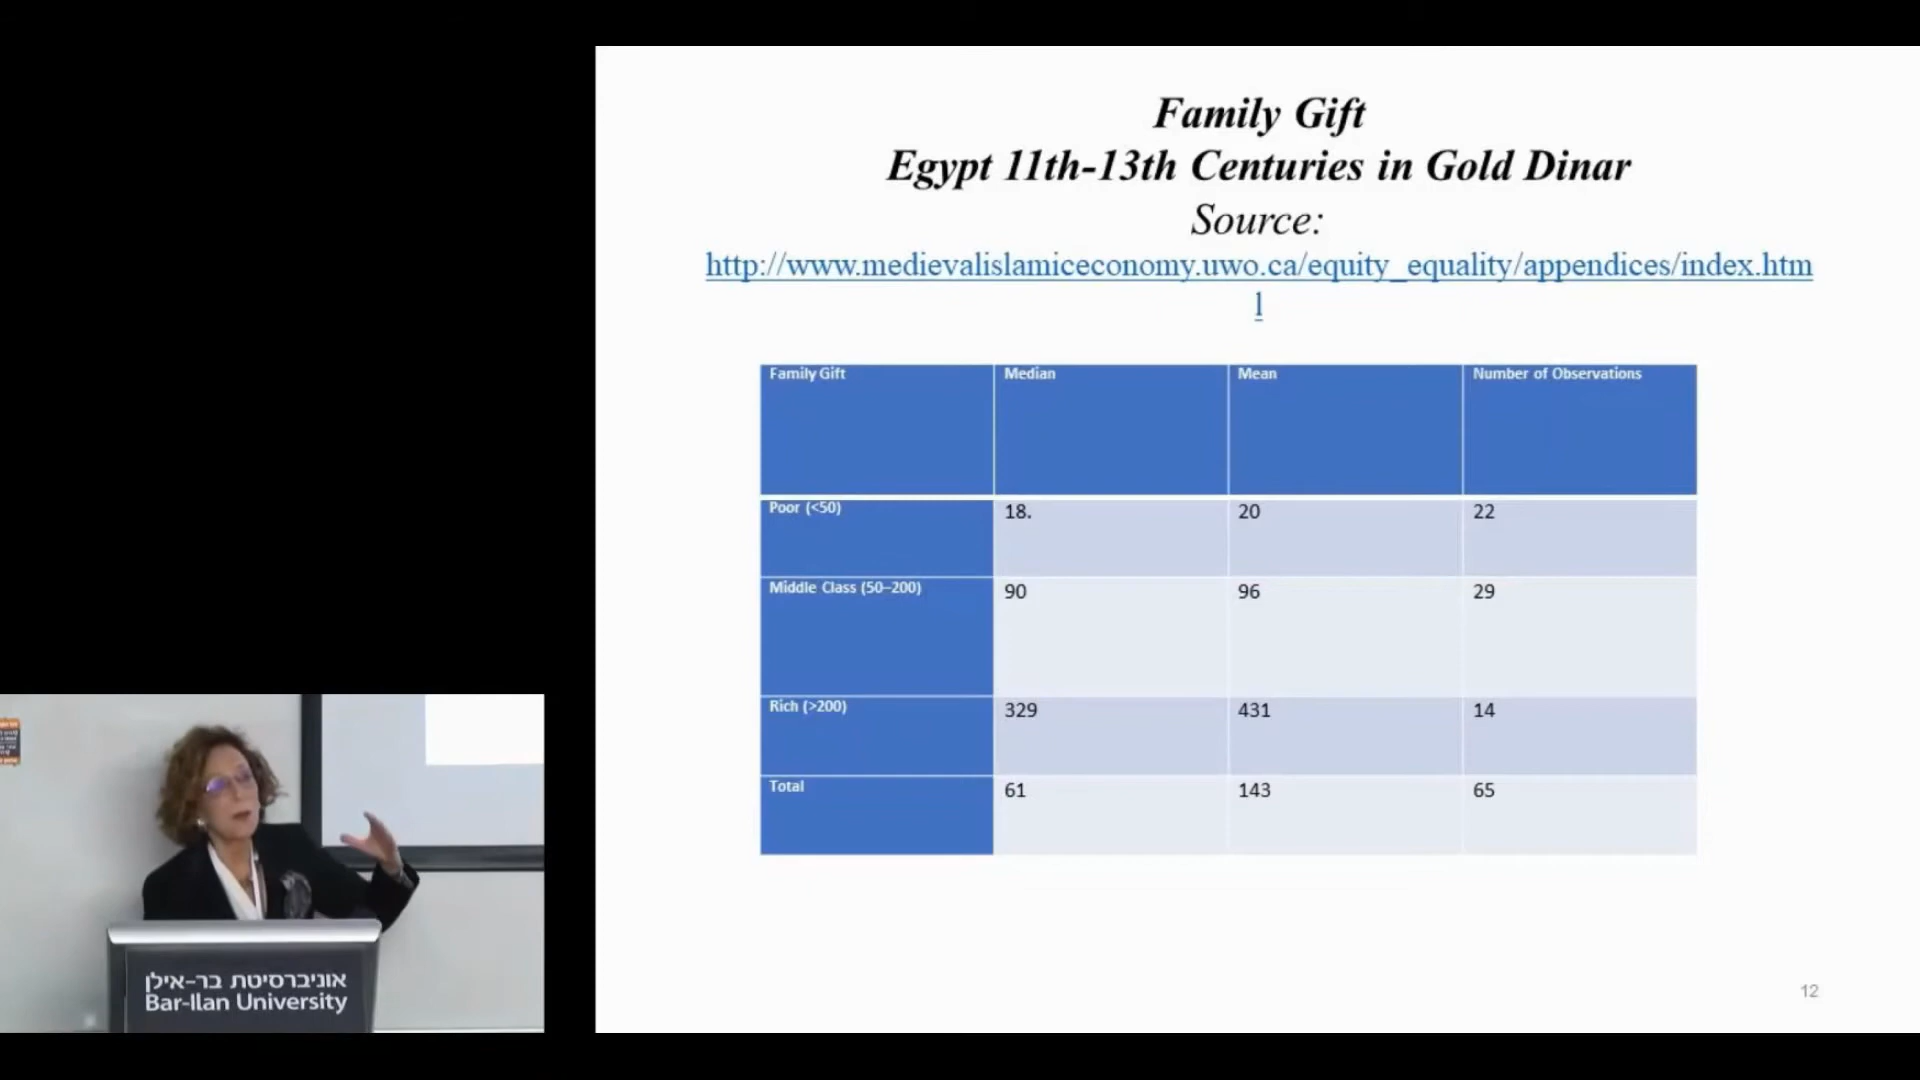 Family Gift
Egypt 11th-13th Centuries in Gold Dinar
Source:
http://www.medievalislamiceconomy.uwo.ca/equity_equality/appendices/index.htm
l
Family Gift Median Mean Number of Observations
Poor (<50) 18. 20 22
Middle Class (50–200) 90 96 29
Rich (>200) 329 431 14
Total 61 143 65
12
אוניברסיטת בר-אילן
Bar-Ilan University